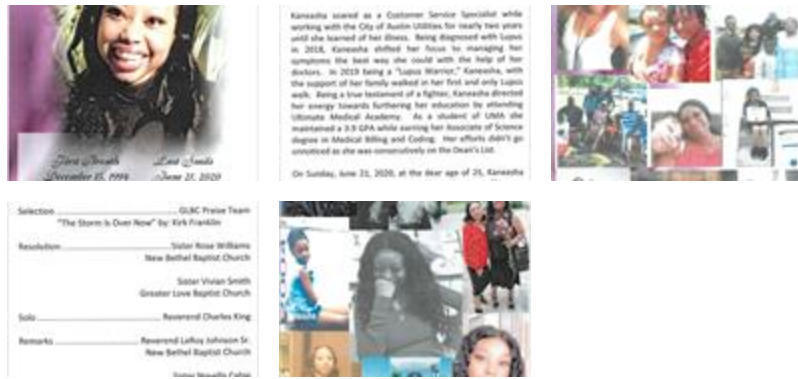 First Breath
December 15, 1994
Last Smile
June 21, 2020
Kaneasha soared as a Customer Service Specialist while
working with the City of Austin Utilities for nearly two years
until she learned of her illness. Being diagnosed with Lupus
in 2018, Kaneasha shifted her focus to managing her
symptoms the best way she could with the help of her
doctors. In 2019 being a "Lupus Warrior," Kaneasha, with
the support of her family walked in her first and only Lupus
walk. Being a true testament of a fighter, Kaneasha directed
her energy towards furthering her education by attending
Ultimate Medical Academy. As a student of UMA she
maintained a 3.9 GPA while earning her Associate of Science
degree in Medical Billing and Coding. Her efforts didn't go
unnoticed as she was consecutively on the Dean's List.
On Sunday, June 21, 2020, at the dear age of 25, Kaneasha
Selection GLBC Praise Team
"The Storm Is Over Now" by: Kirk Franklin
Resolution Sister Rose Williams
New Bethel Baptist Church
Sister Vivian Smith
Greater Love Baptist Church
Solo Reverend Charles King
Remarks Reverend LeRoy Johnson Sr.
New Bethel Baptist Church